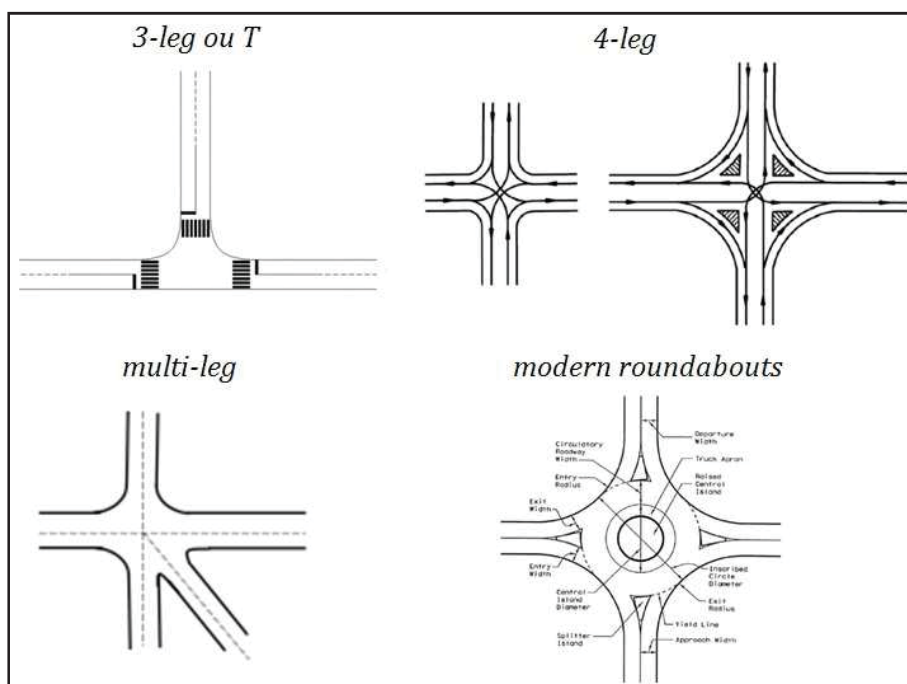 3-leg ou T
4-leg
multi-leg
modern roundabouts
Departure
Width
Circulatory
Roadway
Width
Truck Apron
Entry
Radius
Raised
Central
Island
Exit
Width
Entry
Width
Inscribed
Circle
Diameter
Central
Island
Diameter
Exit
Radius
Splitter
Island
Yield Line
Approach Width